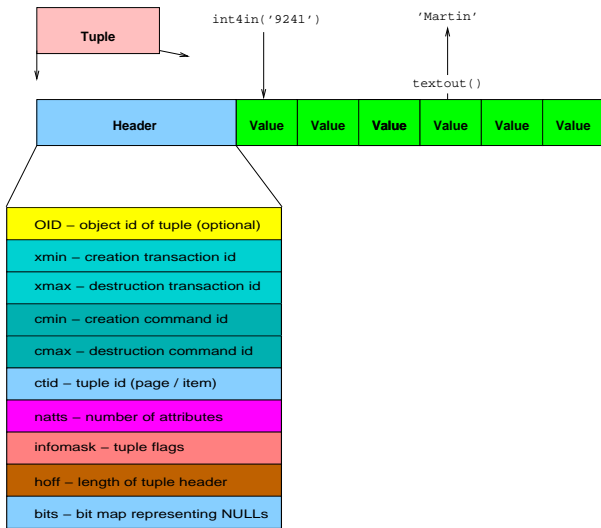 int4in('9241')
'Martin'
Tuple
textout()
Header
Value
Value
Value
Value
Value
Value
OID – object id of tuple (optional)
xmin – creation transaction id
xmax – destruction transaction id
cmin – creation command id
cmax – destruction command id
ctid – tuple id (page / item)
natts – number of attributes
infomask – tuple flags
hoff – length of tuple header
bits – bit map representing NULLs